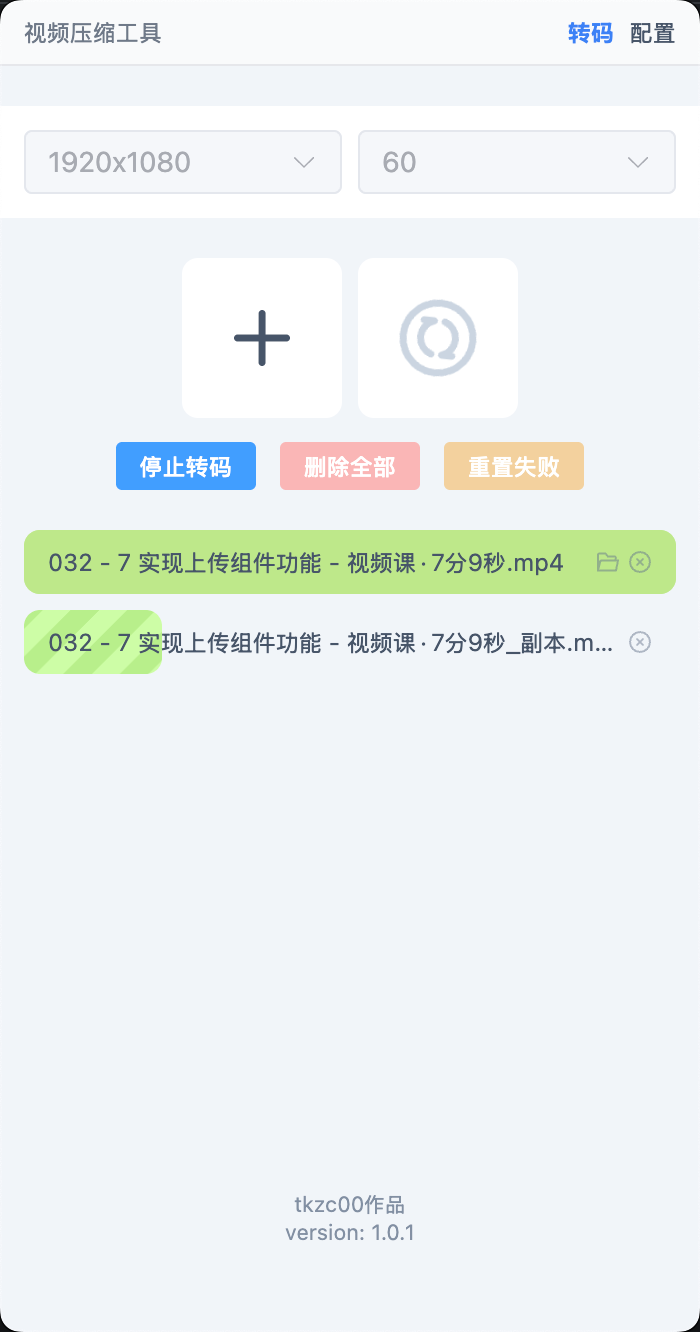 视频压缩工具 转码 配置
1920x1080 60
停止转码 删除全部 重置失败
032 - 7 实现上传组件功能 - 视频课 · 7分9秒.mp4
032 - 7 实现上传组件功能 - 视频课 · 7分9秒_副本.m...
tkzc00作品
version: 1.0.1